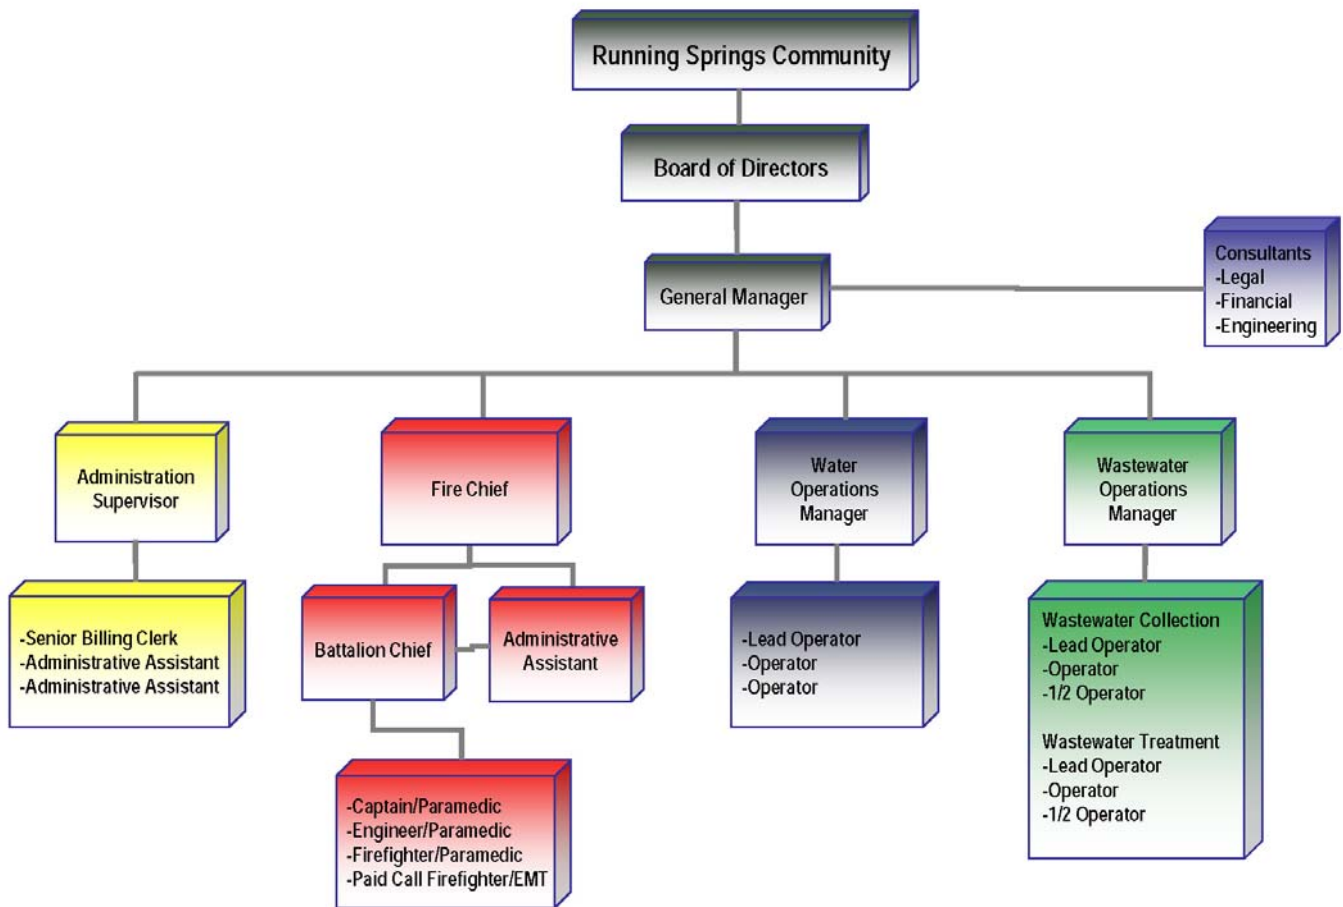 Running Springs Community
Board of Directors
General Manager
Consultants
-Legal
-Financial
-Engineering
Administration
Supervisor
Fire Chief
Water
Operations
Manager
Wastewater
Operations
Manager
-Senior Billing Clerk
-Administrative Assistant
-Administrative Assistant
Battalion Chief
Administrative
Assistant
-Lead Operator
-Operator
-Operator
Wastewater Collection
-Lead Operator
-Operator
-1/2 Operator
Wastewater Treatment
-Lead Operator
-Operator
-1/2 Operator
-Captain/Paramedic
-Engineer/Paramedic
-Firefighter/Paramedic
-Paid Call Firefighter/EMT